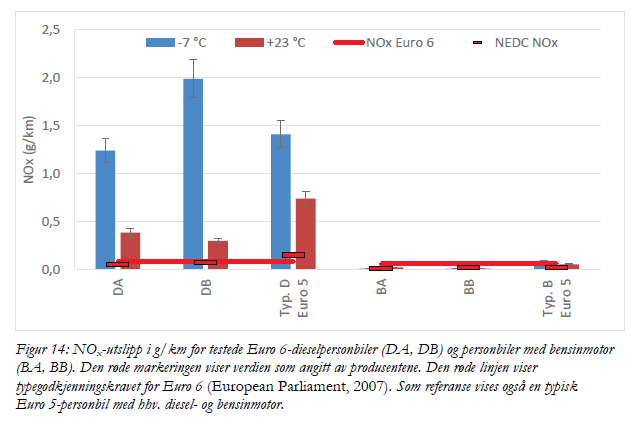 2,5
-7 °C
+23 °C
NOx Euro 6
NEDC NOx
2,0
1,5
1,0
0,5
0,0
NOx (g/km)
DA
DB
Typ. D
Euro 5
BA
BB
Typ. B
Euro 5
Figur 14: NOx-utslipp i g/km for testede Euro 6-dieselpersonbiler (DA, DB) og personbiler med bensinmotor
(BA, BB). Den røde markeringen viser verdien som angitt av produsentene. Den røde linjen viser
typegodkjenningskravet for Euro 6 (European Parliament, 2007). Som referanse vises også en typisk
Euro 5-personbil med hhv. diesel- og bensinmotor.